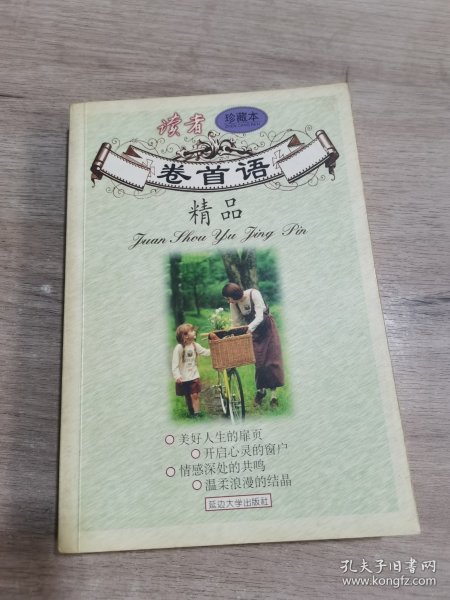 读者
珍藏本
ZHEN CANG BEN
卷首语
精品
Juan Shou Yu Jing Pin
美好人生的扉页
开启心灵的窗户
情感深处的共鸣
温柔浪漫的结晶
延边大学出版社
孔夫子旧书网
www.kongfz.com